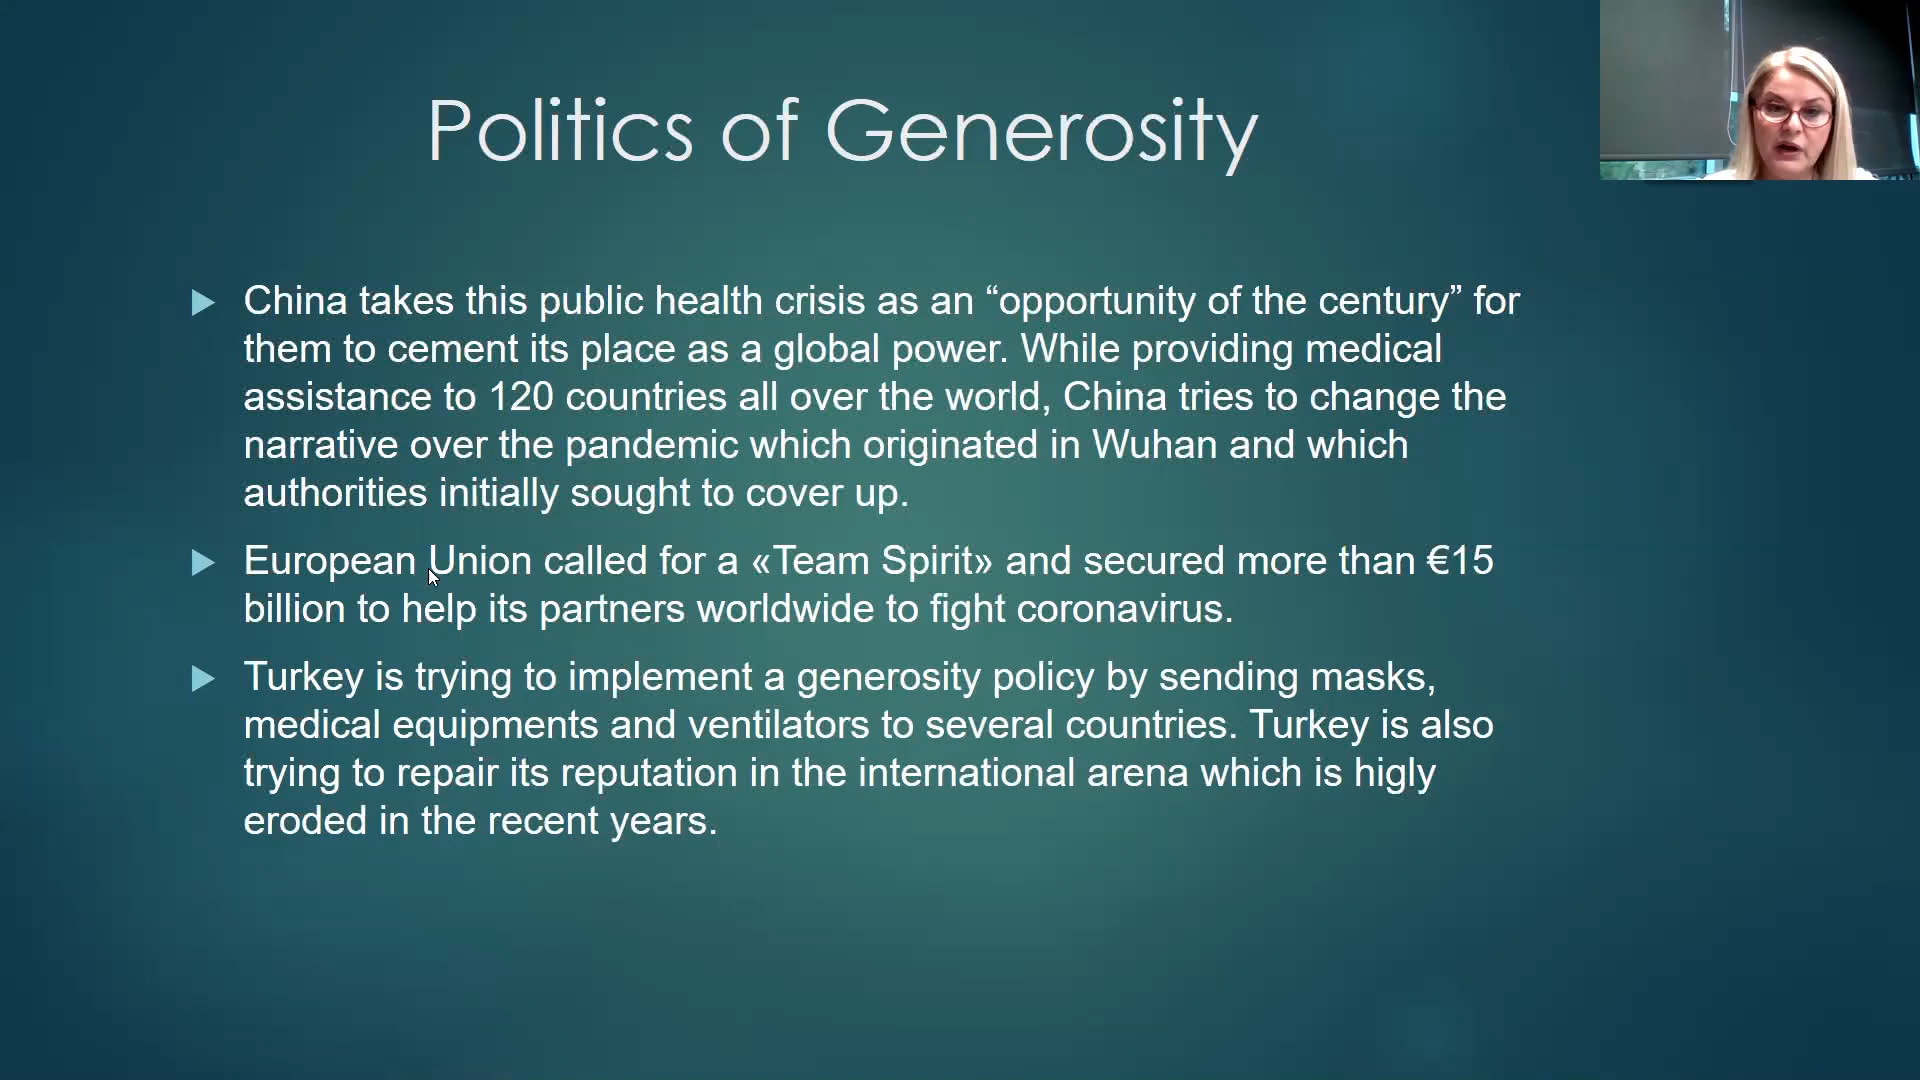 Politics of Generosity
China takes this public health crisis as an “opportunity of the century” for
them to cement its place as a global power. While providing medical
assistance to 120 countries all over the world, China tries to change the
narrative over the pandemic which originated in Wuhan and which
authorities initially sought to cover up.
European Union called for a «Team Spirit» and secured more than €15
billion to help its partners worldwide to fight coronavirus.
Turkey is trying to implement a generosity policy by sending masks,
medical equipments and ventilators to several countries. Turkey is also
trying to repair its reputation in the international arena which is higly
eroded in the recent years.